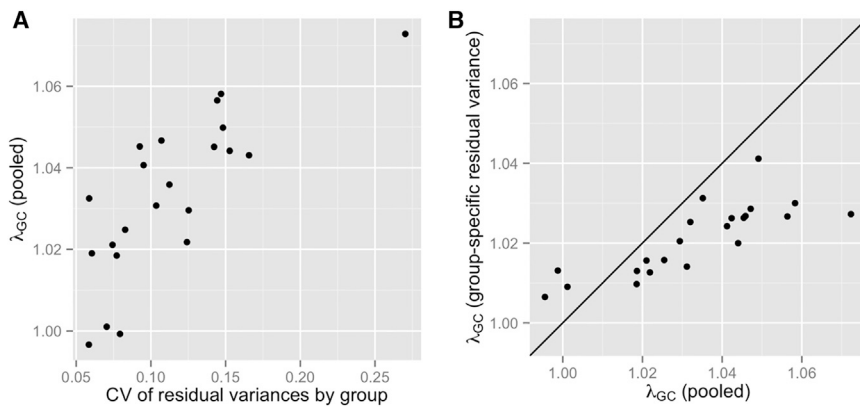 A
λGC (pooled)
1.06
1.04
1.02
1.00
0.05 0.10 0.15 0.20 0.25
CV of residual variances by group
B
λGC (group-specific residual variance)
1.06
1.04
1.02
1.00
1.00 1.02 1.04 1.06
λGC (pooled)